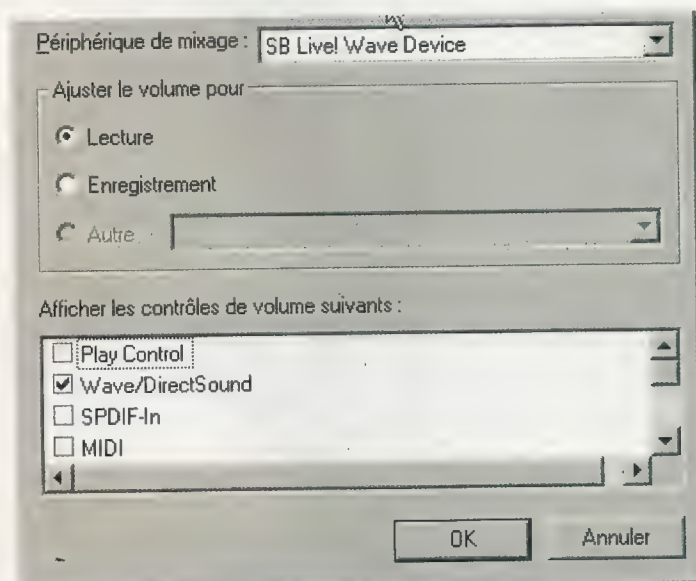 Périphérique de mixage : SB Live! Wave Device
Ajuster le volume pour
Lecture
Enregistrement
Autre
Afficher les contrôles de volume suivants :
Play Control
Wave/DirectSound
SPDIF-In
MIDI
OK Annuler